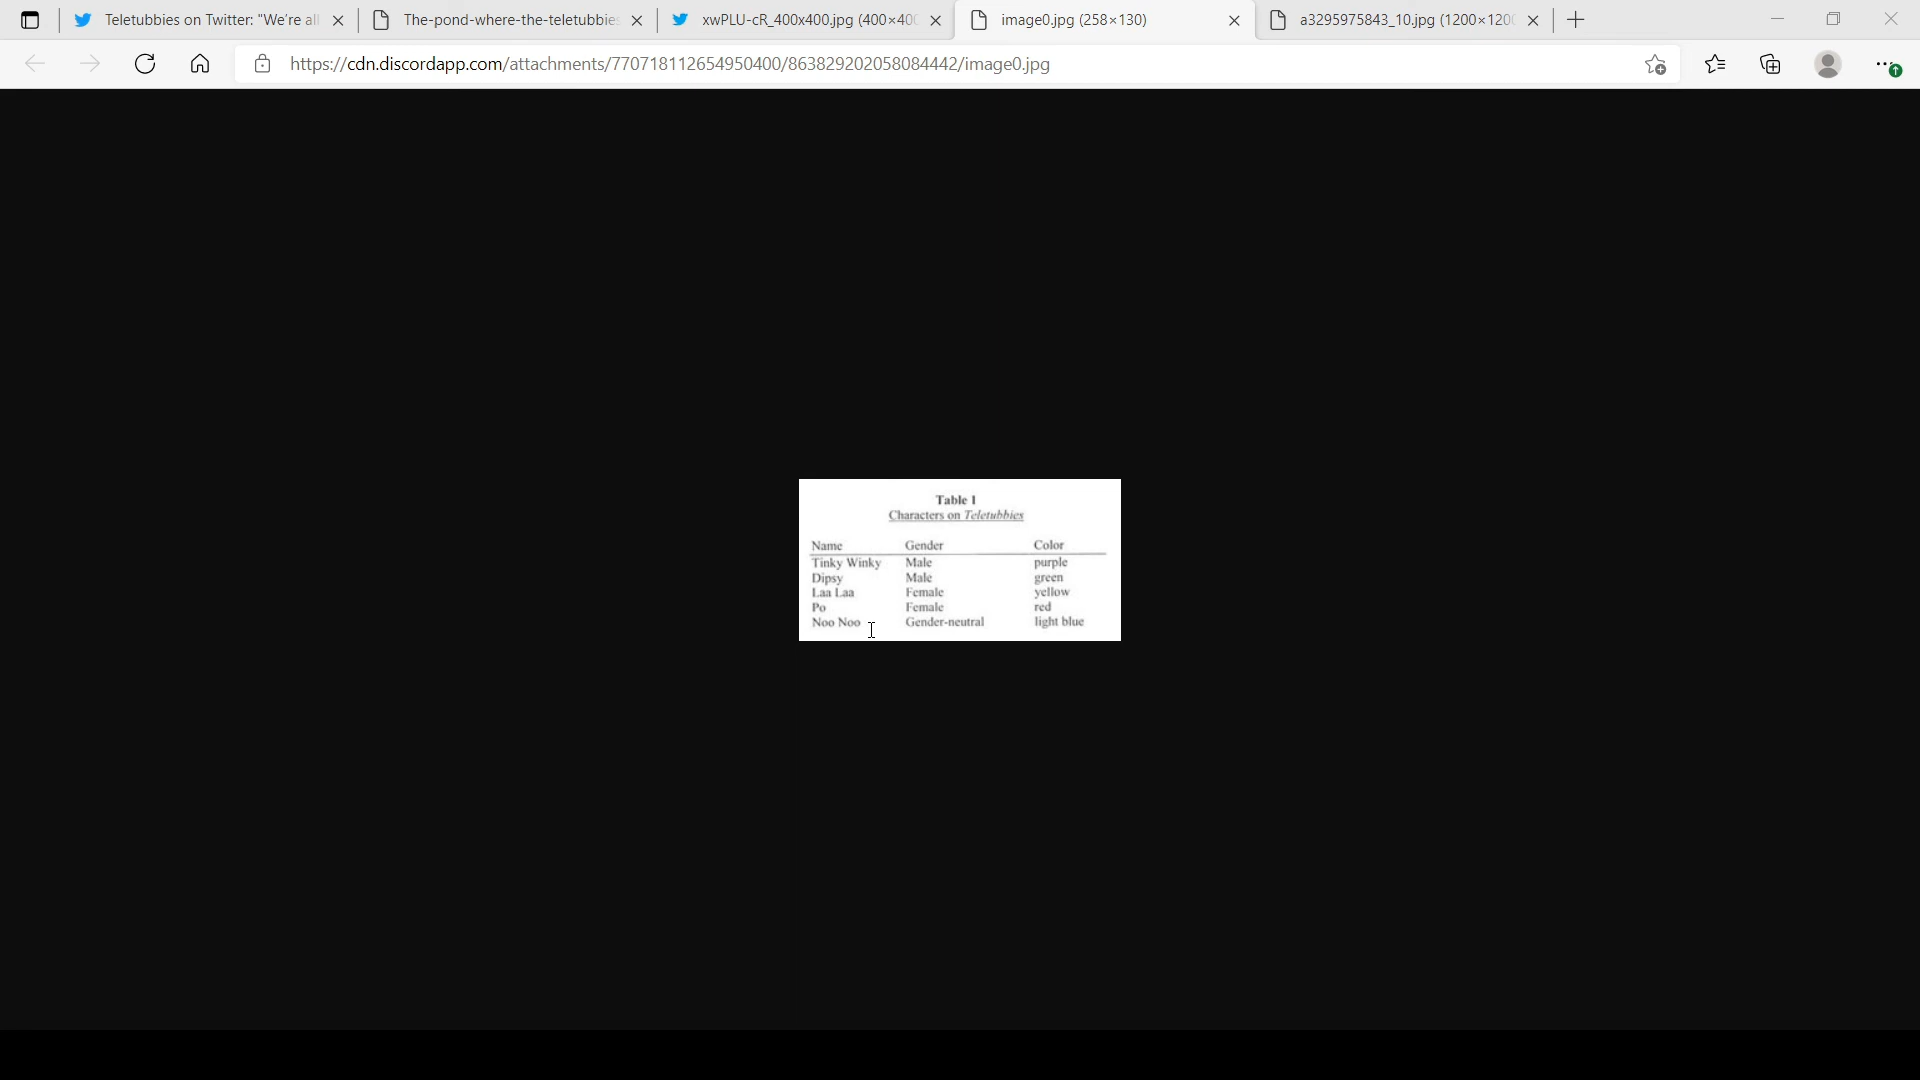 Teletubbies on Twitter: "We're al
The-pond-where-the-teletubbie
xwPLU-cR_400x400.jpg (400×40
image0.jpg (258×130)
a3295975843_10.jpg (1200×120
https://cdn.discordapp.com/attachments/770718112654950400/863829202058084442/image0.jpg
Table 1
Characters on Teletubbies
Name Gender Color
Tinky Winky Male purple
Dipsy Male green
Laa Laa Female yellow
Po Female red
Noo Noo Gender-neutral light blue